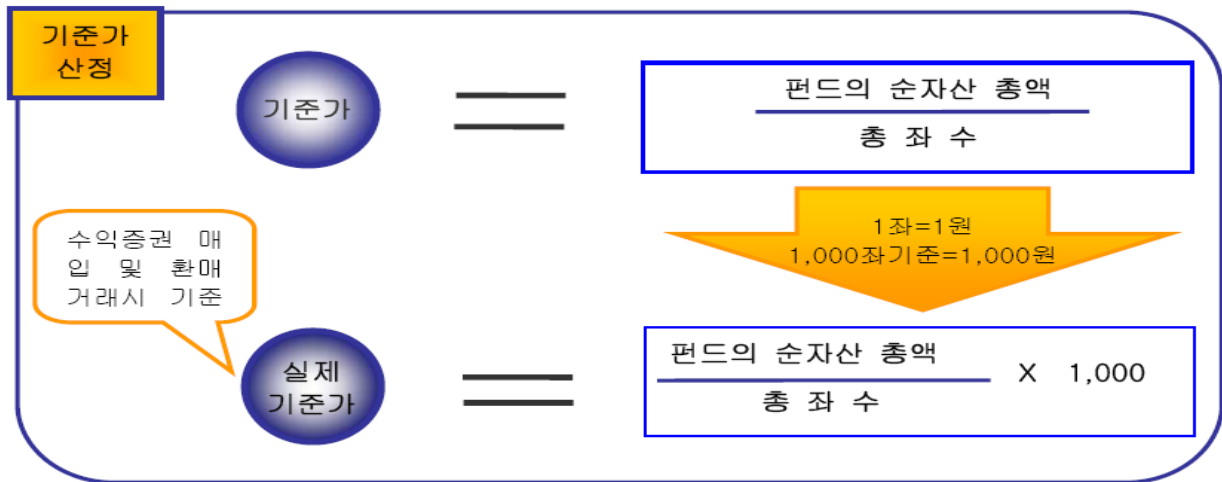 기준가
산정
기준가
펀드의 순자산 총액
총 좌 수
1좌=1원
1,000좌기준=1,000원
수익증권 매
입 및 환매
거래시 기준
실제
기준가
펀드의 순자산 총액
총 좌 수
X 1,000